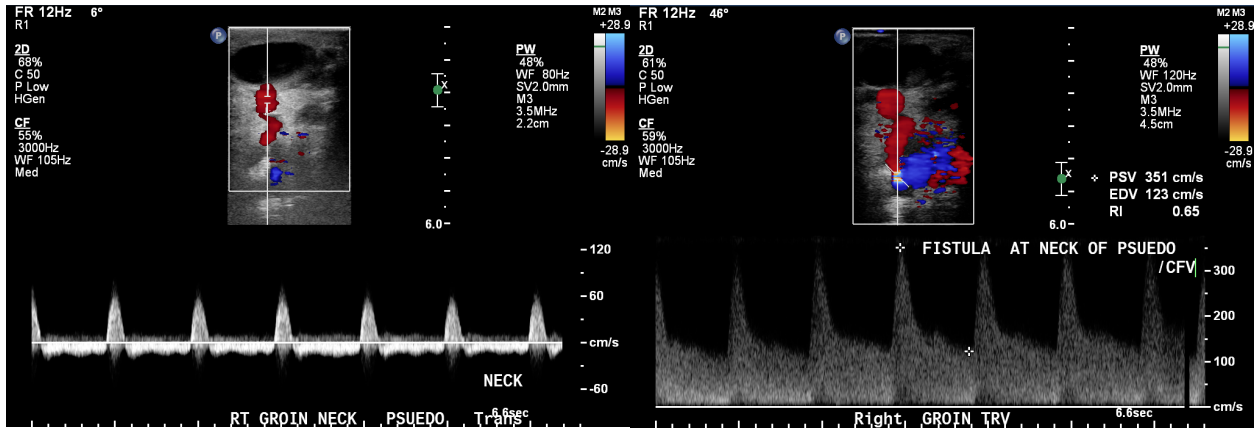 FR 12Hz 6°
R1
2D
68%
C 50
P Low
HGen
CF
55%
3000Hz
WF 105Hz
Med
P
PW
48%
WF 80Hz
SV2.0mm
M3
3.5MHz
2.2cm
M2 M3
+28.9
-28.9
cm/s
X
6.0
120
60
cm/s
-60
NECK
6.6sec
RT GROIN NECK PSUEDO Trans
FR 12Hz 46°
R1
2D
61%
C 50
P Low
HGen
CF
59%
3000Hz
WF 105Hz
Med
P
PW
48%
WF 120Hz
SV2.0mm
M3
3.5MHz
4.5cm
M2 M3
+28.9
-28.9
cm/s
X
PSV 351 cm/s
EDV 123 cm/s
RI 0.65
6.0
FISTULA AT NECK OF PSUEDO
/CFV
300
200
100
cm/s
6.6sec
Right GROIN TRV